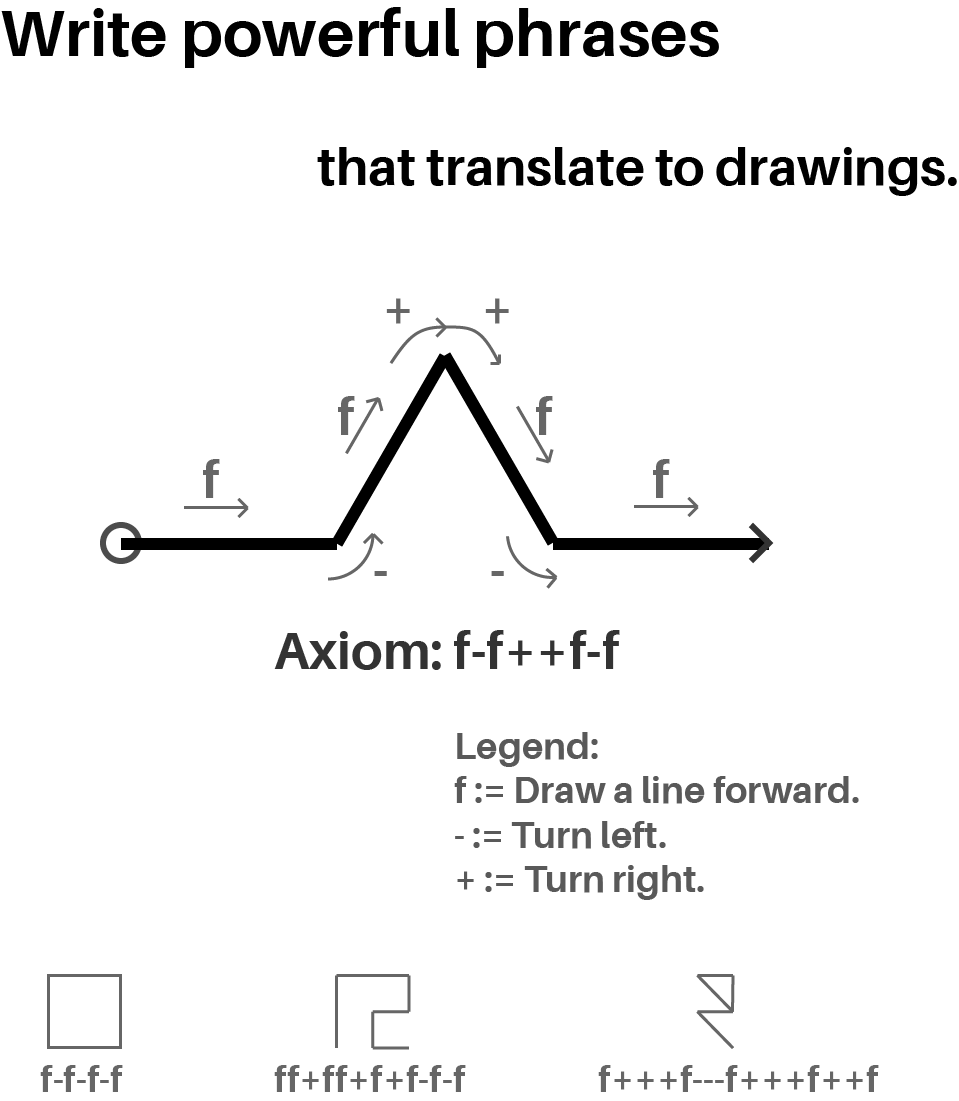 Write powerful phrases
that translate to drawings.
+ +
f f
f f
- -
Axiom: f-f++f-f
Legend:
f := Draw a line forward.
- := Turn left.
+ := Turn right.
f-f-f-f ff+ff+f+f-f-f f+++f---f+++f++f